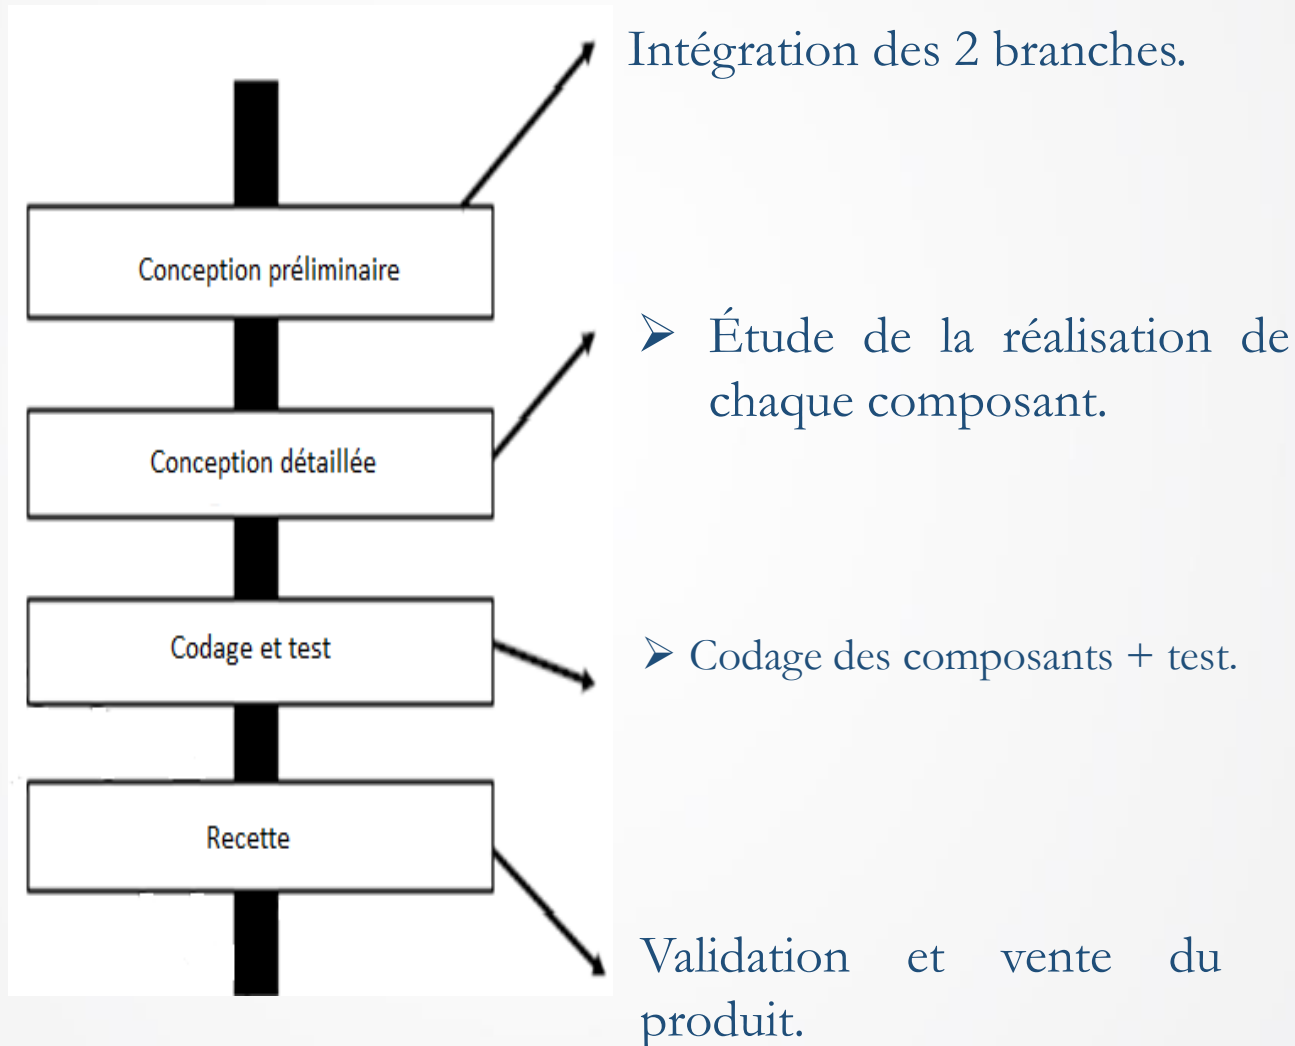 Intégration des 2 branches.
Conception préliminaire
➢ Étude de la réalisation de
chaque composant.
Conception détaillée
Codage et test
➢ Codage des composants + test.
Recette
Validation et vente du
produit.